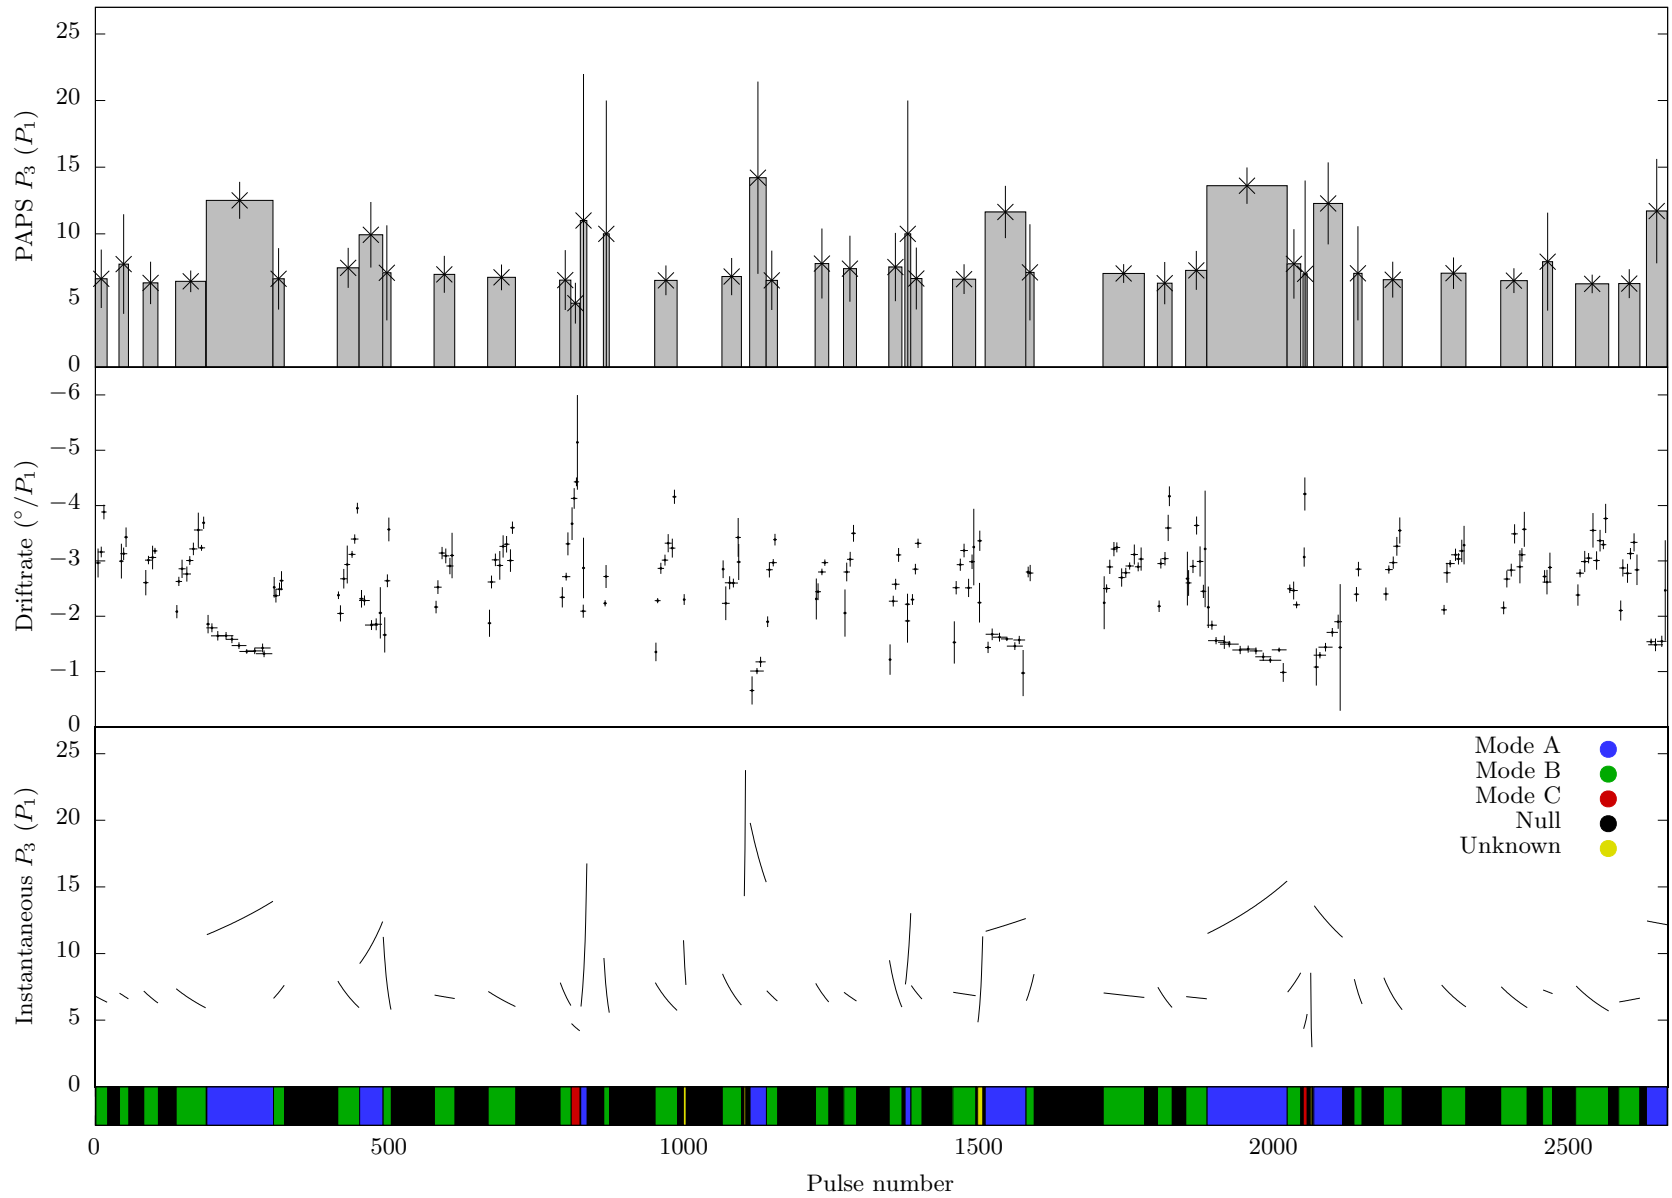 25
20
15
10
5
0
PAPS P₃ (P₁)
−6
−5
−4
−3
−2
−1
0
Driftrate (°/P₁)
25
20
15
10
5
0
Instantaneous P₃ (P₁)
Mode A
Mode B
Mode C
Null
Unknown
0 500 1000 1500 2000 2500
Pulse number